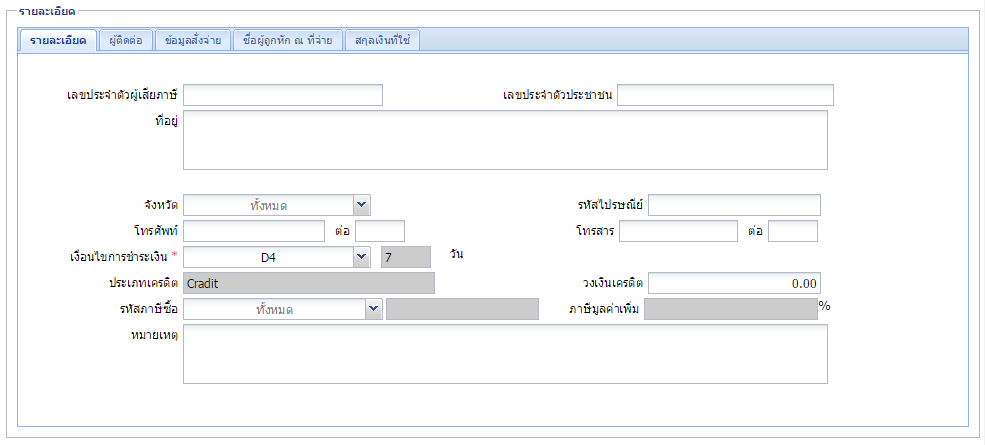 รายละเอียด
รายละเอียด ผู้ติดต่อ ข้อมูลสั่งจ่าย ชื่อผู้ถูกหัก ณ ที่จ่าย สกุลเงินที่ใช้
เลขประจำตัวผู้เสียภาษี เลขประจำตัวประชาชน
ที่อยู่
จังหวัด ทั้งหมด รหัสไปรษณีย์
โทรศัพท์ ต่อ โทรสาร ต่อ
เงื่อนไขการชำระเงิน * D4 7 วัน
ประเภทเครดิต Cradit วงเงินเครดิต 0.00
รหัสภาษีซื้อ ทั้งหมด ภาษีมูลค่าเพิ่ม %
หมายเหตุ